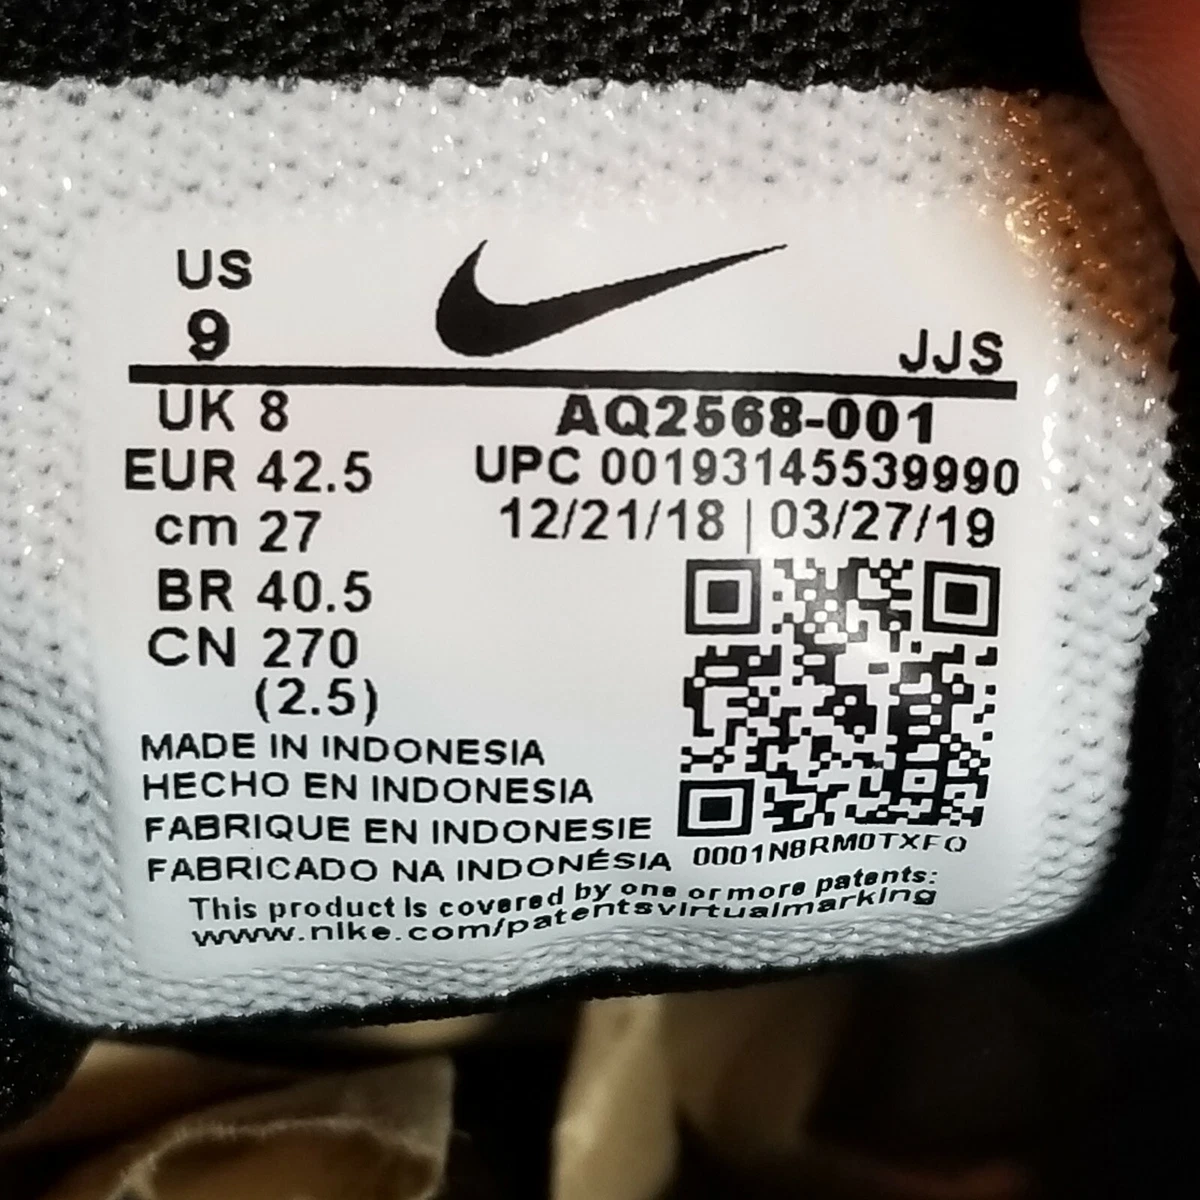 US
9
JJS
UK 8
AQ2568-001
EUR 42.5
UPC 00193145539990
cm 27
12/21/18 | 03/27/19
BR 40.5
CN 270
(2.5)
MADE IN INDONESIA
HECHO EN INDONESIA
FABRIQUE EN INDONESIE
FABRICADO NA INDONÉSIA
0001N8RM0TXFQ
This product is covered by one or more patents:
www.nike.com/patentsvirtualmarking